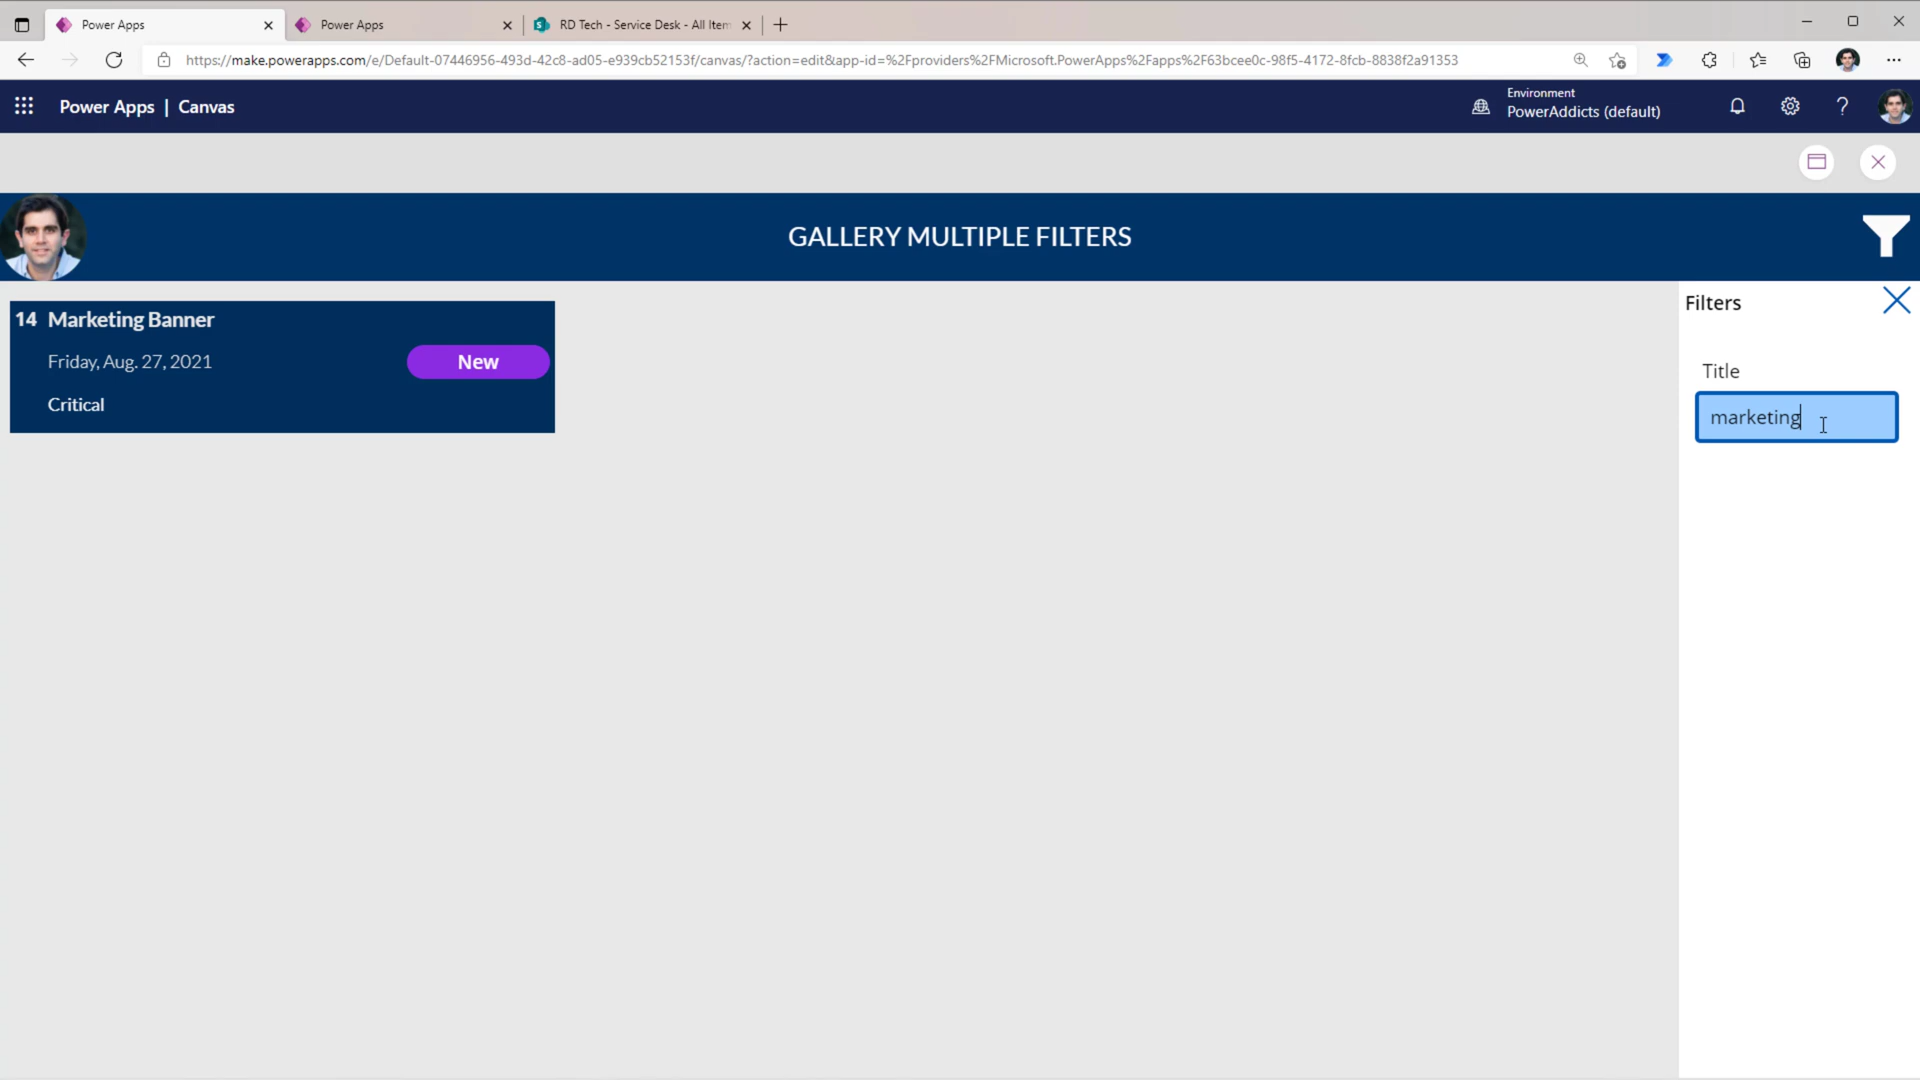 Power Apps
Power Apps
RD Tech - Service Desk - All Item
https://make.powerapps.com/e/Default-07446956-493d-42c8-ad05-e939cb52153f/canvas/?action=edit&app-id=%2Fproviders%2FMicrosoft.PowerApps%2Fapps%2F63bcee0c-98f5-4172-8fcb-8838f2a91353
Power Apps | Canvas
Environment
PowerAddicts (default)
GALLERY MULTIPLE FILTERS
14 Marketing Banner
Friday, Aug. 27, 2021
New
Critical
Filters
Title
marketing